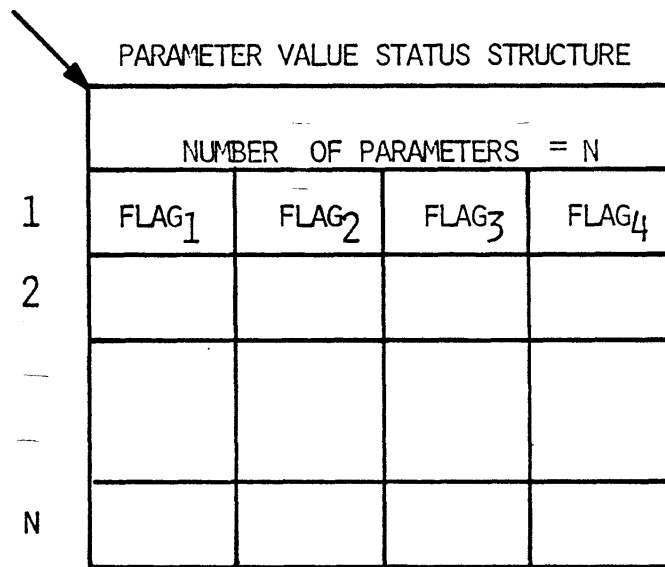 PARAMETER VALUE STATUS STRUCTURE
NUMBER OF PARAMETERS = N
1 FLAG1 FLAG2 FLAG3 FLAG4
2
N